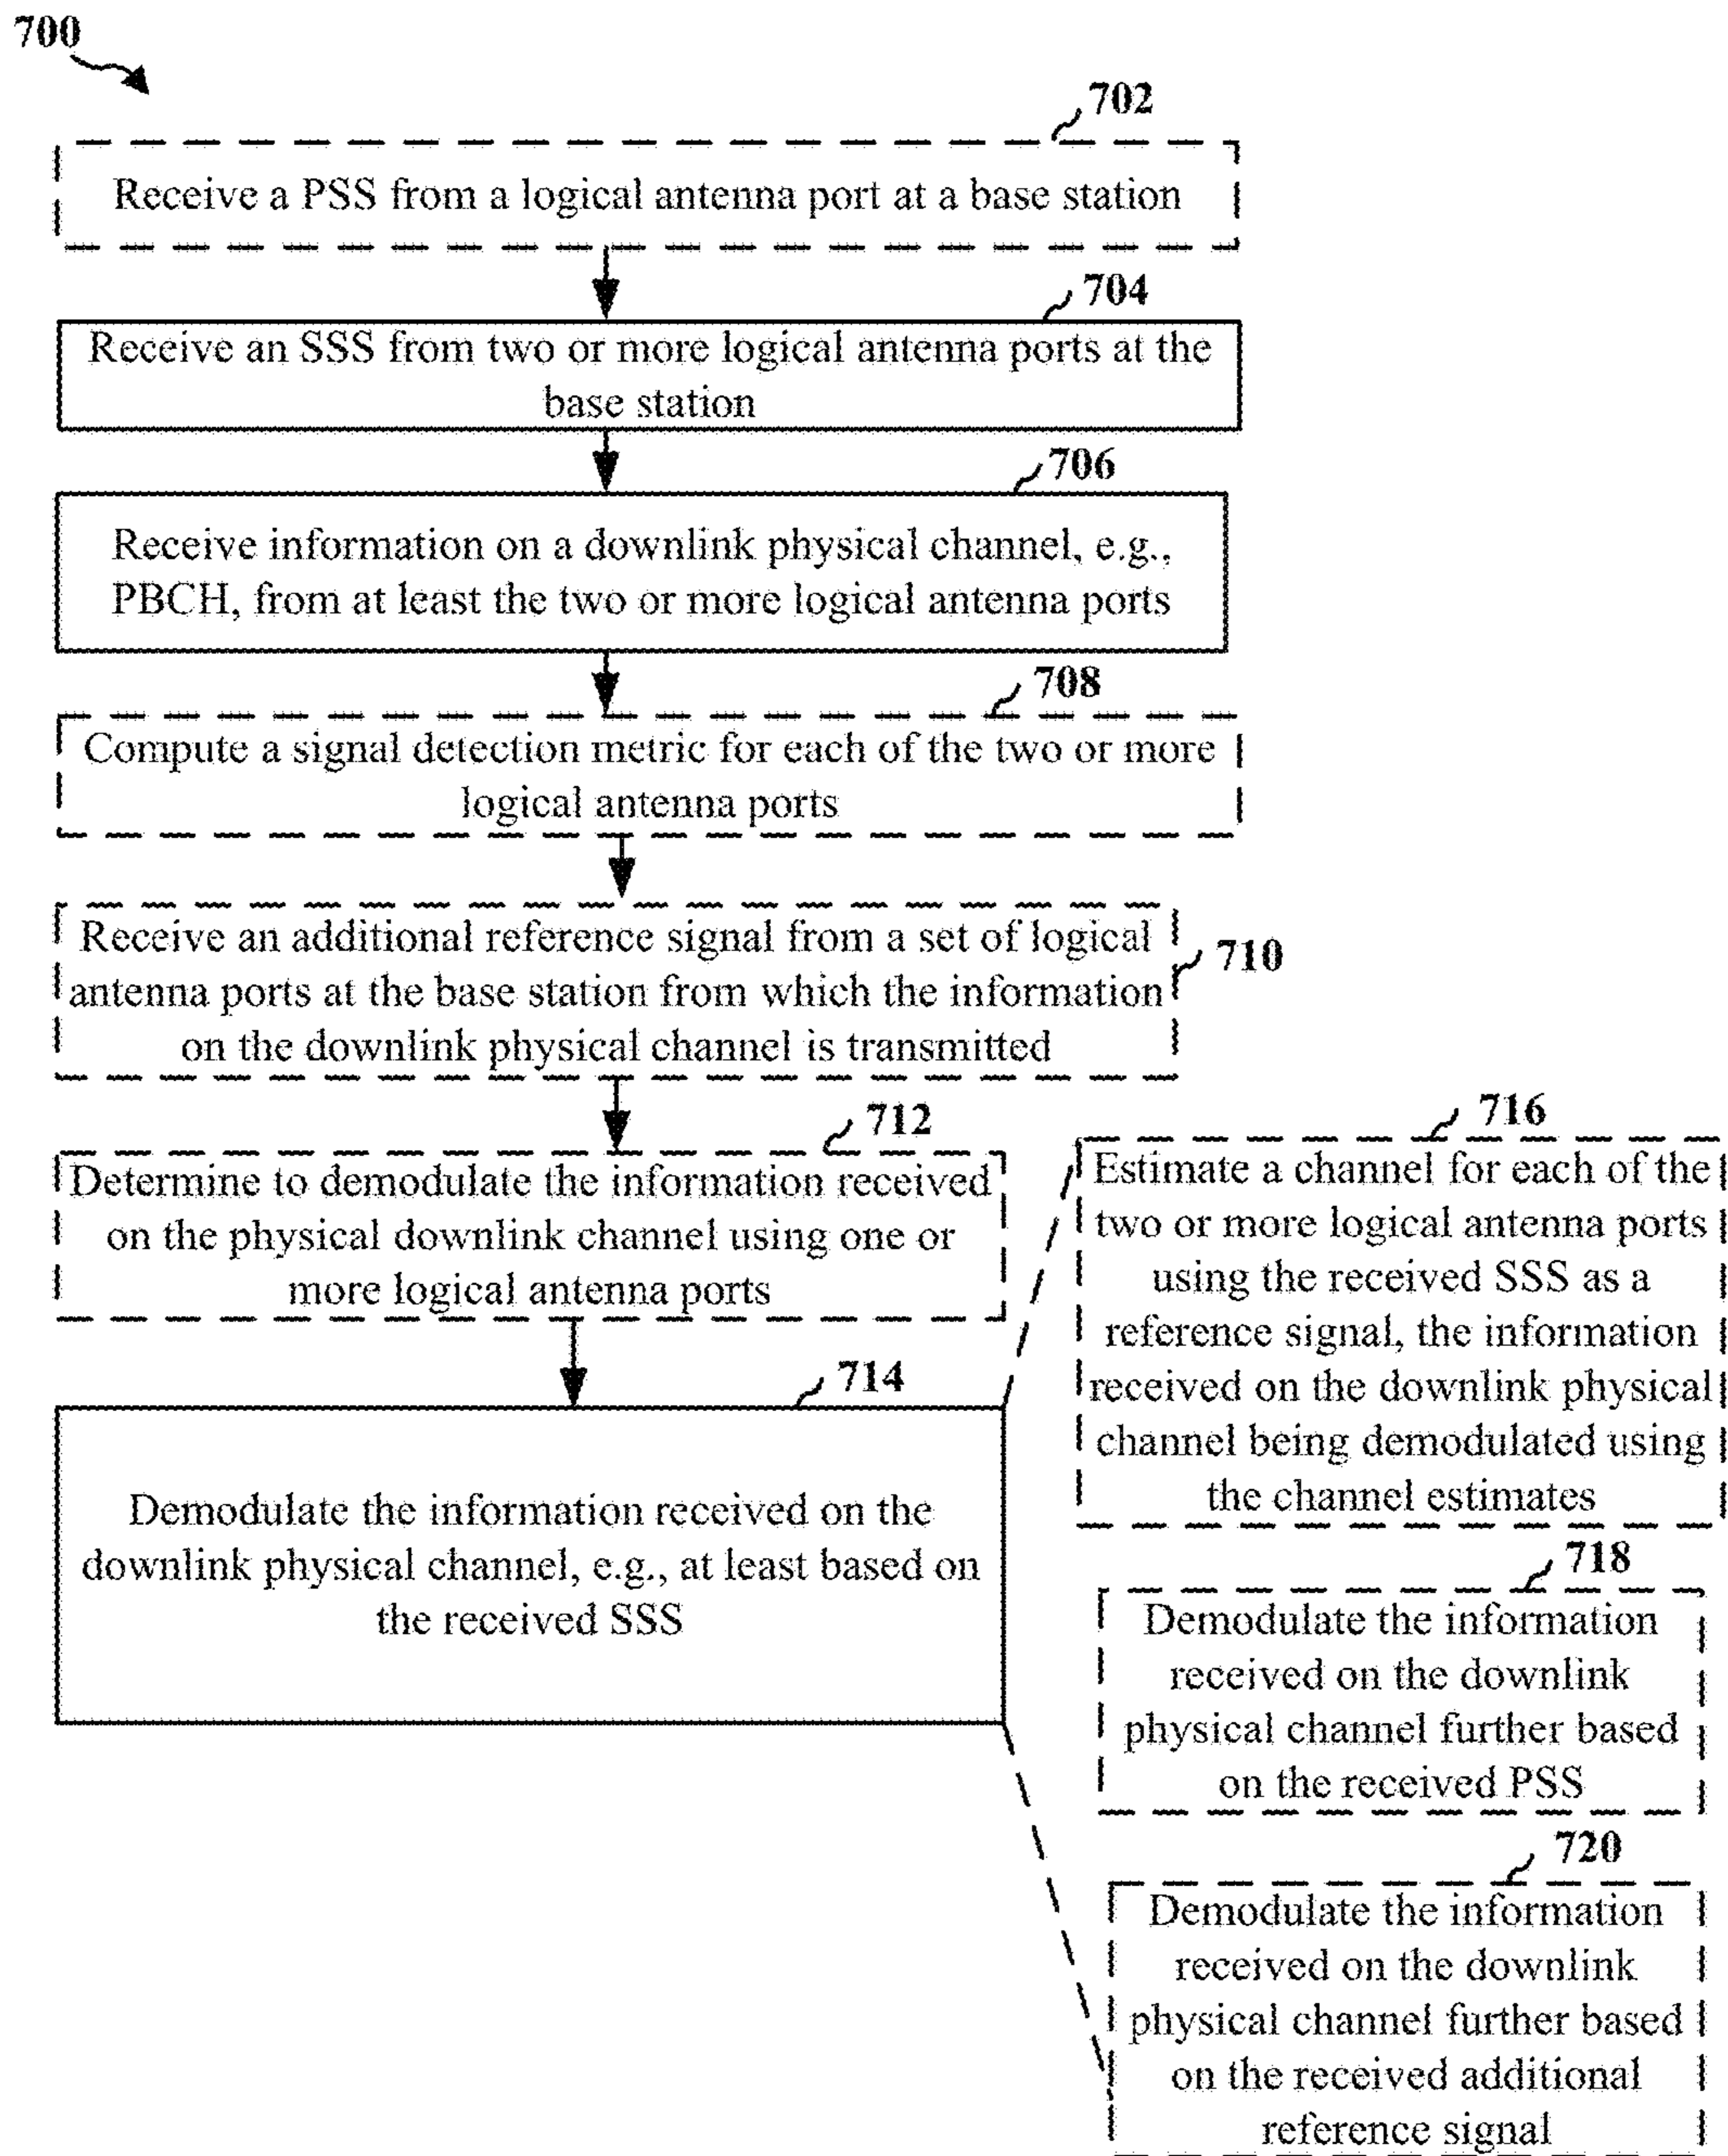 700
702
Receive a PSS from a logical antenna port at a base station
704
Receive an SSS from two or more logical antenna ports at the
base station
706
Receive information on a downlink physical channel, e.g.,
PBCH, from at least the two or more logical antenna ports
708
Compute a signal detection metric for each of the two or more
logical antenna ports
710
Receive an additional reference signal from a set of logical
antenna ports at the base station from which the information
on the downlink physical channel is transmitted
712
Determine to demodulate the information received
on the physical downlink channel using one or
more logical antenna ports
714
Demodulate the information received on the
downlink physical channel, e.g., at least based on
the received SSS
716
Estimate a channel for each of the
two or more logical antenna ports
using the received SSS as a
reference signal, the information
received on the downlink physical
channel being demodulated using
the channel estimates
718
Demodulate the information
received on the downlink
physical channel further based
on the received PSS
720
Demodulate the information
received on the downlink
physical channel further based
on the received additional
reference signal